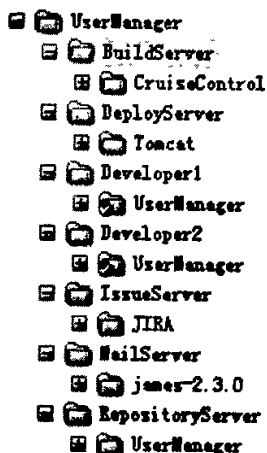 UserManager
BuildServer
CruiseControl
DeployServer
Tomcat
Developer1
UserManager
Developer2
UserManager
IssueServer
JIRA
MailServer
james-2.3.0
RepositoryServer
UserManager